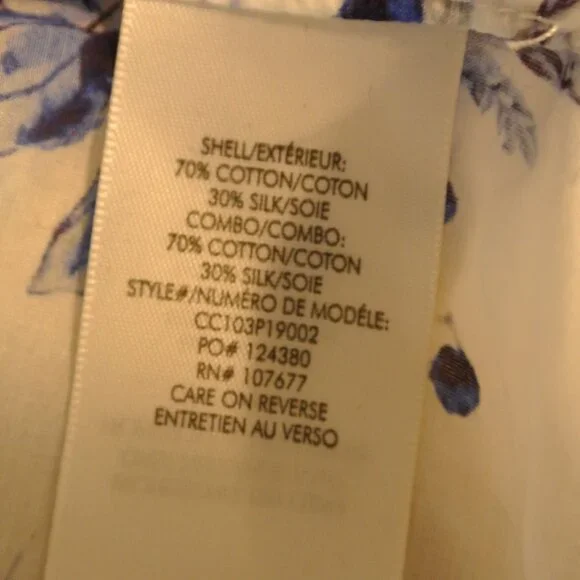 SHELL/EXTÉRIEUR:
70% COTTON/COTON
30% SILK/SOIE
COMBO/COMBO:
70% COTTON/COTON
30% SILK/SOIE
STYLE#/NUMÉRO DE MODÉLE:
CC103P19002
PO# 124380
RN# 107677
CARE ON REVERSE
ENTRETIEN AU VERSO